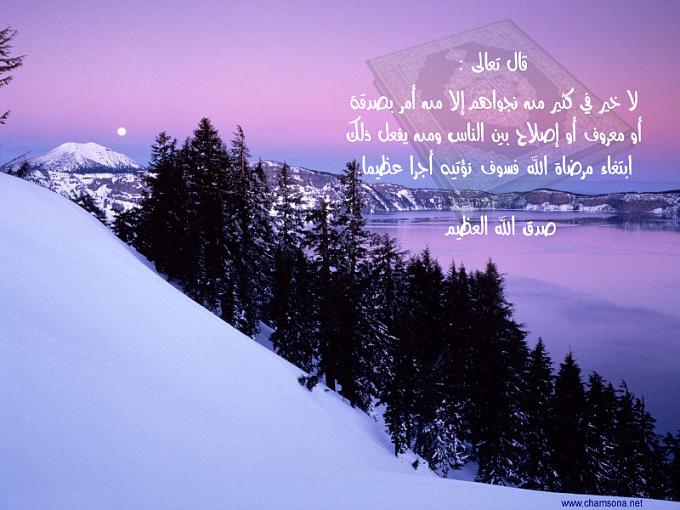 قال تعالى :
لا خير في كثير من نجواهم إلا من أمر بصدقة
أو معروف أو إصلاح بين الناس ومن يفعل ذلك
ابتغاء مرضاة الله فسوف نؤتيه أجرا عظيما
صدق الله العظيم
www.chamsona.net